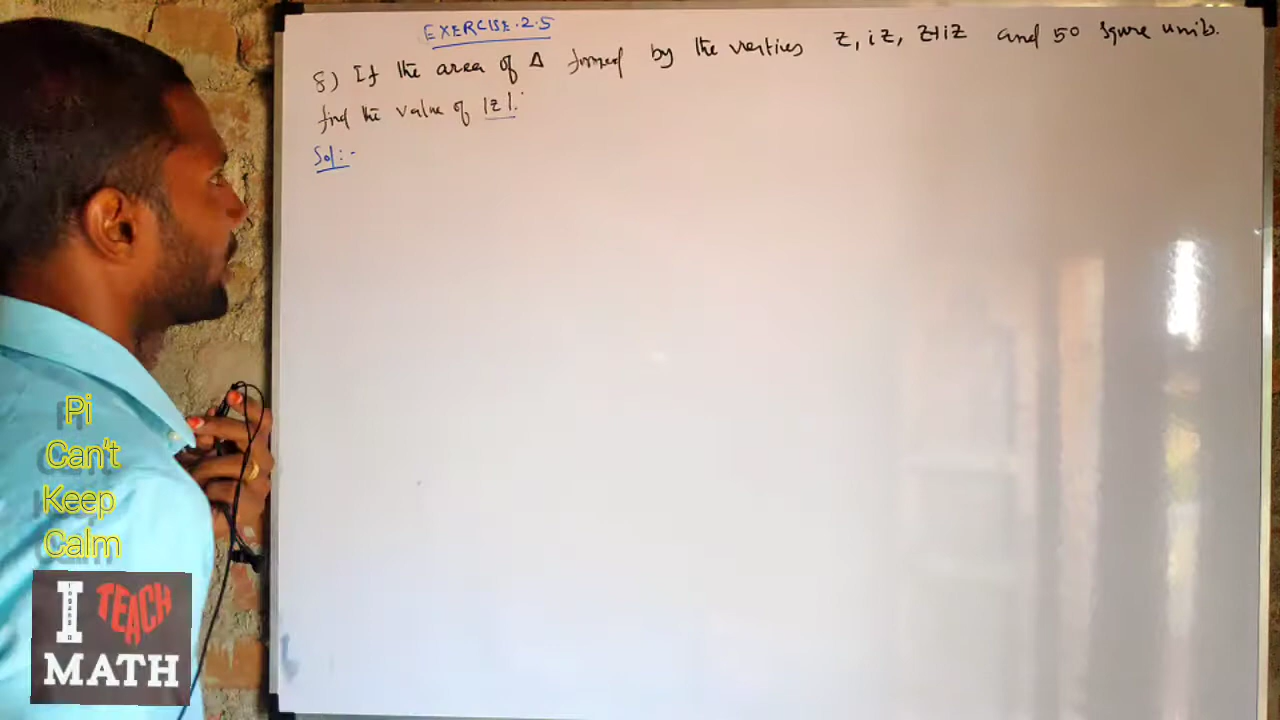 EXERCISE.2.5
8) If the area of Δ formed by the vertices z, iz, z+iz and 50 squre units.
find the value of |z|.
Sol:-
Pi
Can't
Keep
Calm
I TEACH
MATH